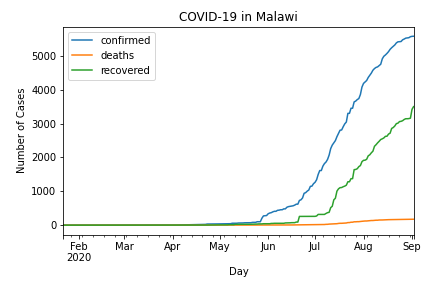 COVID-19 in Malawi
confirmed
deaths
recovered
Number of Cases
5000
4000
3000
2000
1000
0
Feb Mar Apr May Jun Jul Aug Sep
2020
Day